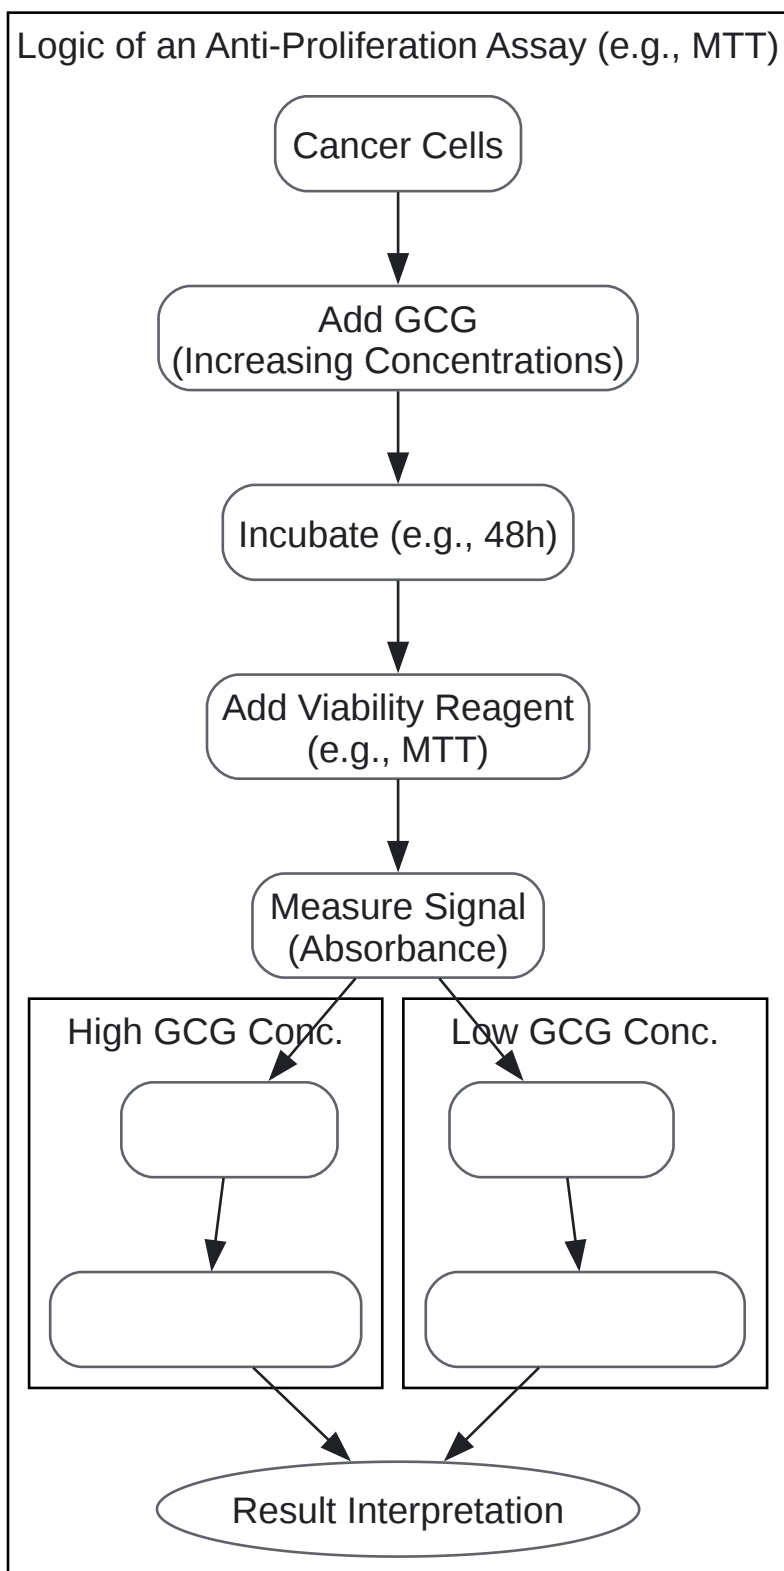 Logic of an Anti-Proliferation Assay (e.g., MTT)
Cancer Cells
Add GCG
(Increasing Concentrations)
Incubate (e.g., 48h)
Add Viability Reagent
(e.g., MTT)
Measure Signal
(Absorbance)
High GCG Conc.
Low GCG Conc.
Result Interpretation